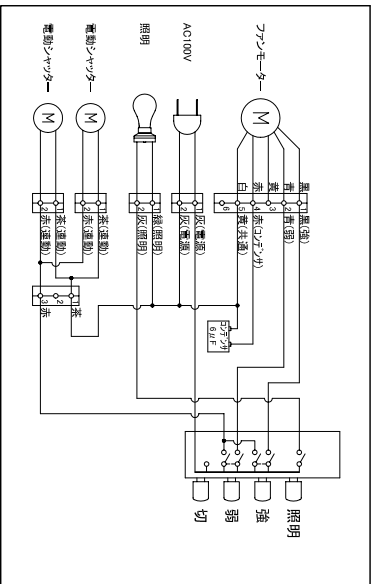 電動シャッター
電動シャッター
照明
AC100V
ファンモーター
M
M
M
白
赤
黄
青
黒
1 茶(連動)
2 赤(連動)
1 茶(連動)
2 赤(連動)
1 緑(照明)
2 灰(照明)
1 灰(電源)
2 灰(電源)
1 黒(強)
2 青(弱)
3
4 赤(コンデンサ)
5 黄(共通)
6
1 茶
2
3 赤
コンデンサ
6μF
切
弱
強
照明